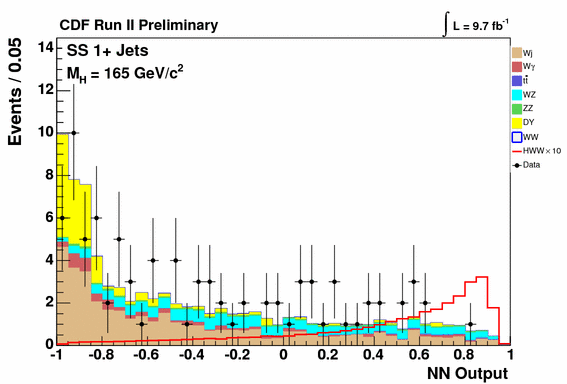 CDF Run II Preliminary
∫ L = 9.7 fb⁻¹
SS 1+ Jets
M_H = 165 GeV/c²
Events / 0.05
14
12
10
8
6
4
2
0
-1 -0.8 -0.6 -0.4 -0.2 0 0.2 0.4 0.6 0.8 1
NN Output
Wj
Wγ
tt̄
WZ
ZZ
DY
WW
HWW × 10
Data